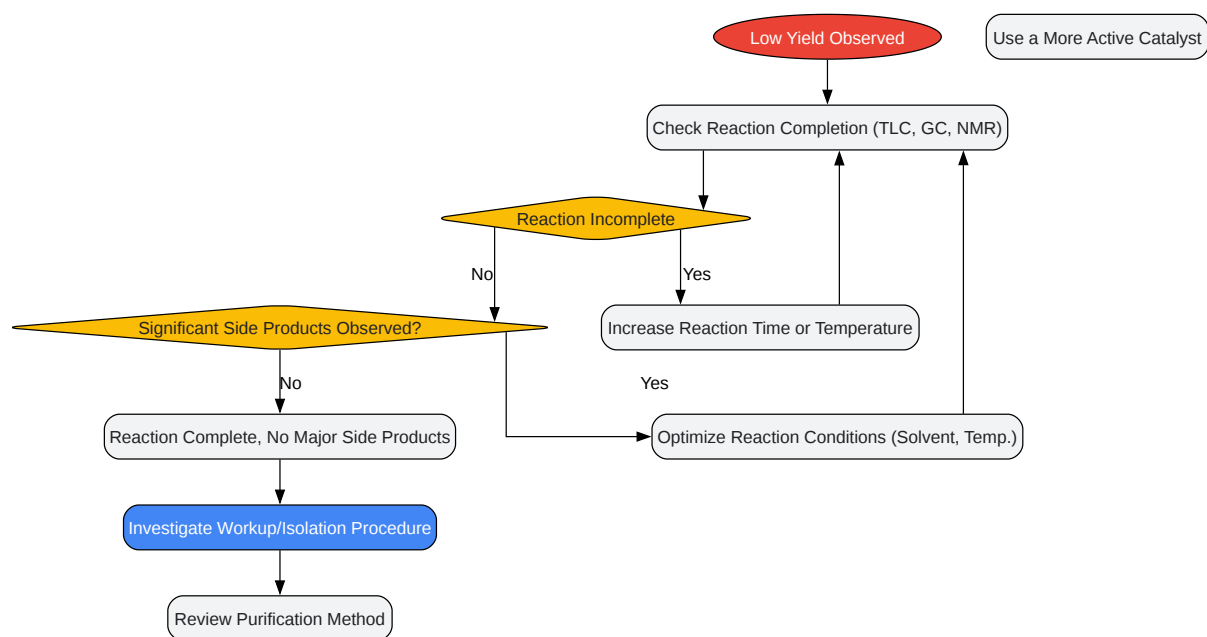 Low Yield Observed
Use a More Active Catalyst
Check Reaction Completion (TLC, GC, NMR)
Reaction Incomplete
No
Yes
Significant Side Products Observed?
Increase Reaction Time or Temperature
No
Yes
Reaction Complete, No Major Side Products
Optimize Reaction Conditions (Solvent, Temp.)
Investigate Workup/Isolation Procedure
Review Purification Method